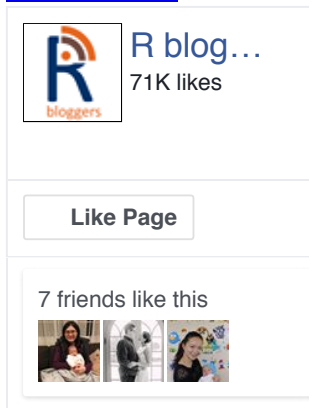 R blog…
71K likes
R
bloggers
Like Page
7 friends like this